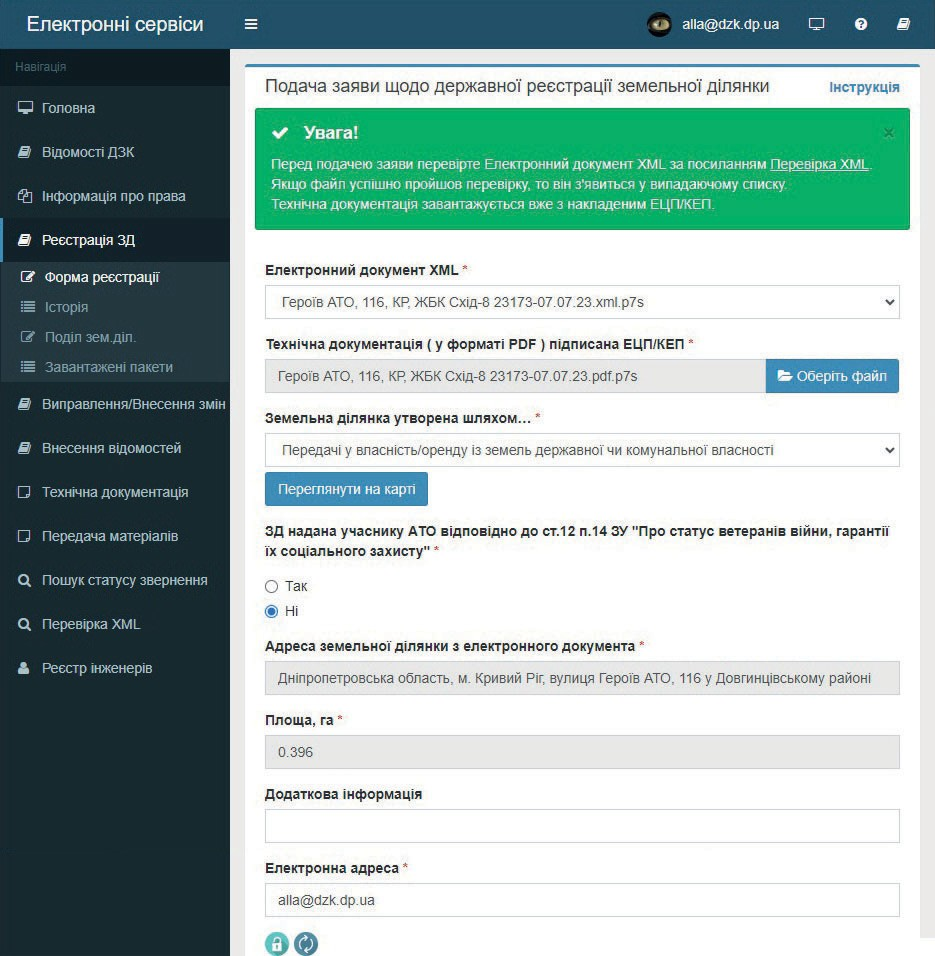 Електронні сервіси
alla@dzk.dp.ua
Навігація
Головна
Відомості ДЗК
Інформація про права
Реєстрація ЗД
Форма реєстрації
Історія
Поділ зем.діл.
Завантажені пакети
Виправлення/Внесення змін
Внесення відомостей
Технічна документація
Передача матеріалів
Пошук статусу звернення
Перевірка XML
Реєстр інженерів
Подача заяви щодо державної реєстрації земельної ділянки
Інструкція
Увага!
×
Перед подачею заяви перевірте Електронний документ XML за посиланням Перевірка XML.
Якщо файл успішно пройшов перевірку, то він з'явиться у випадаючому списку.
Технічна документація завантажується вже з накладеним ЕЦП/КЕП.
Електронний документ XML *
Героїв АТО, 116, КР, ЖБК Схід-8 23173-07.07.23.xml.p7s
Технічна документація ( у форматі PDF ) підписана ЕЦП/КЕП *
Героїв АТО, 116, КР, ЖБК Схід-8 23173-07.07.23.pdf.p7s
Оберіть файл
Земельна ділянка утворена шляхом… *
Передачі у власність/оренду із земель державної чи комунальної власності
Переглянути на карті
ЗД надана учаснику АТО відповідно до ст.12 п.14 ЗУ "Про статус ветеранів війни, гарантії
їх соціального захисту" *
Так
Ні
Адреса земельної ділянки з електронного документа *
Дніпропетровська область, м. Кривий Ріг, вулиця Героїв АТО, 116 у Довгинцівському районі
Площа, га *
0.396
Додаткова інформація
Електронна адреса *
alla@dzk.dp.ua